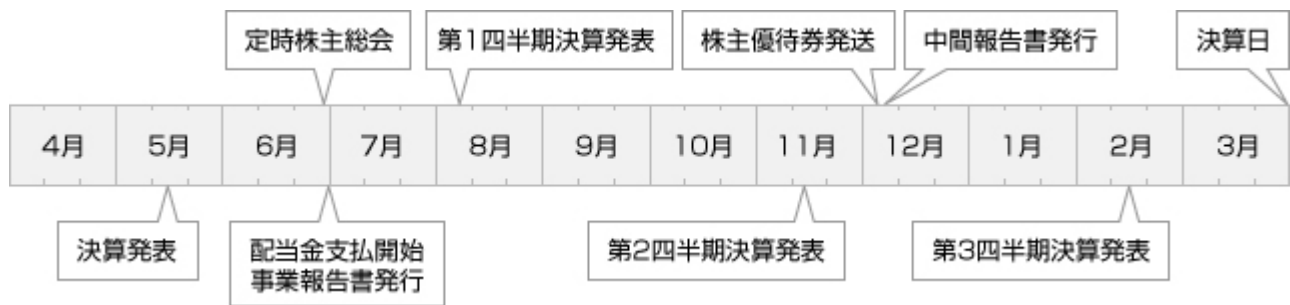 定時株主総会
第1四半期決算発表
株主優待券発送
中間報告書発行
決算日
4月
5月
6月
7月
8月
9月
10月
11月
12月
1月
2月
3月
決算発表
配当金支払開始
事業報告書発行
第2四半期決算発表
第3四半期決算発表